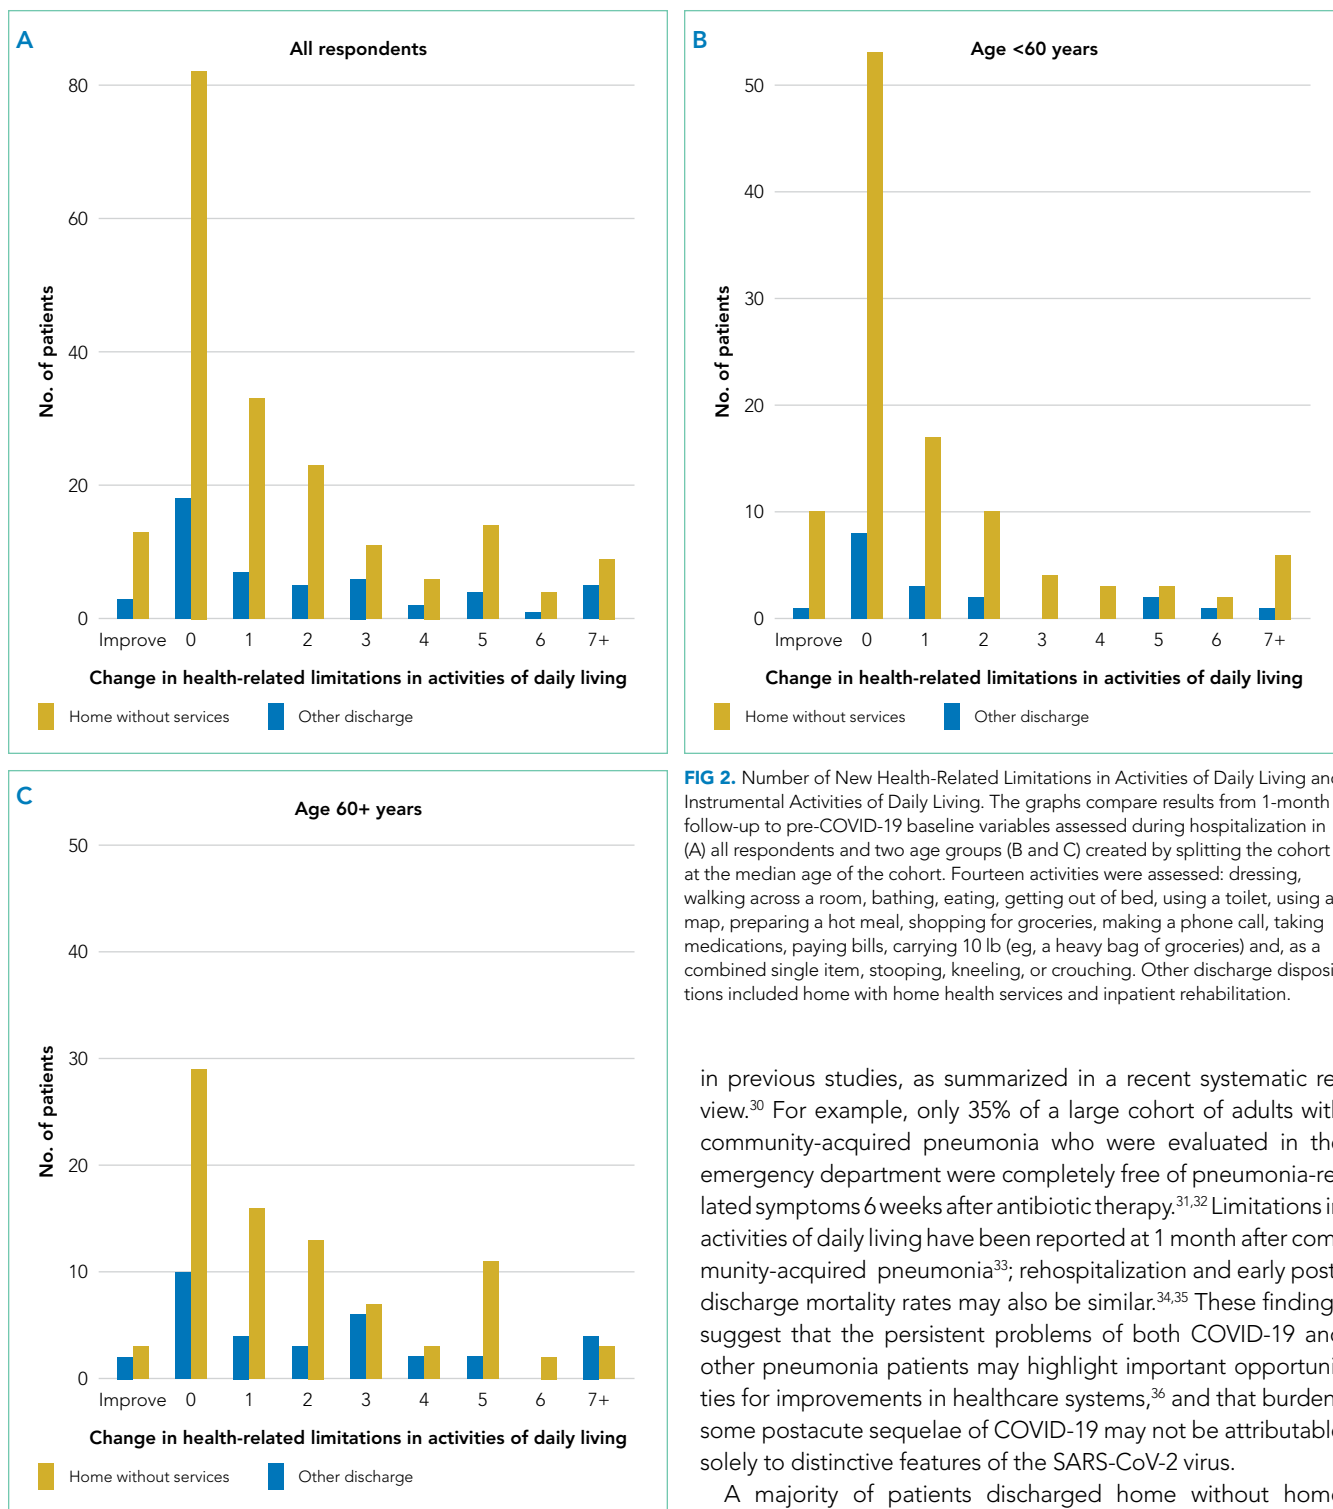 A
All respondents
80
60
40
20
0
No. of patients
Improve 0 1 2 3 4 5 6 7+
Change in health-related limitations in activities of daily living
Home without services Other discharge
B
Age <60 years
50
40
30
20
10
0
No. of patients
Improve 0 1 2 3 4 5 6 7+
Change in health-related limitations in activities of daily living
Home without services Other discharge
C
Age 60+ years
50
40
30
20
10
0
No. of patients
Improve 0 1 2 3 4 5 6 7+
Change in health-related limitations in activities of daily living
Home without services Other discharge
FIG 2. Number of New Health-Related Limitations in Activities of Daily Living and
Instrumental Activities of Daily Living. The graphs compare results from 1-month
follow-up to pre-COVID-19 baseline variables assessed during hospitalization in
(A) all respondents and two age groups (B and C) created by splitting the cohort
at the median age of the cohort. Fourteen activities were assessed: dressing,
walking across a room, bathing, eating, getting out of bed, using a toilet, using a
map, preparing a hot meal, shopping for groceries, making a phone call, taking
medications, paying bills, carrying 10 lb (eg, a heavy bag of groceries) and, as a
combined single item, stooping, kneeling, or crouching. Other discharge disposi
tions included home with home health services and inpatient rehabilitation.
in previous studies, as summarized in a recent systematic re
view.30 For example, only 35% of a large cohort of adults with
community-acquired pneumonia who were evaluated in the
emergency department were completely free of pneumonia-re
lated symptoms 6 weeks after antibiotic therapy.31,32 Limitations in
activities of daily living have been reported at 1 month after com
munity-acquired pneumonia33; rehospitalization and early post
discharge mortality rates may also be similar.34,35 These finding
suggest that the persistent problems of both COVID-19 and
other pneumonia patients may highlight important opportuni
ties for improvements in healthcare systems,36 and that burden
some postacute sequelae of COVID-19 may not be attributable
solely to distinctive features of the SARS-CoV-2 virus.
A majority of patients discharged home without home